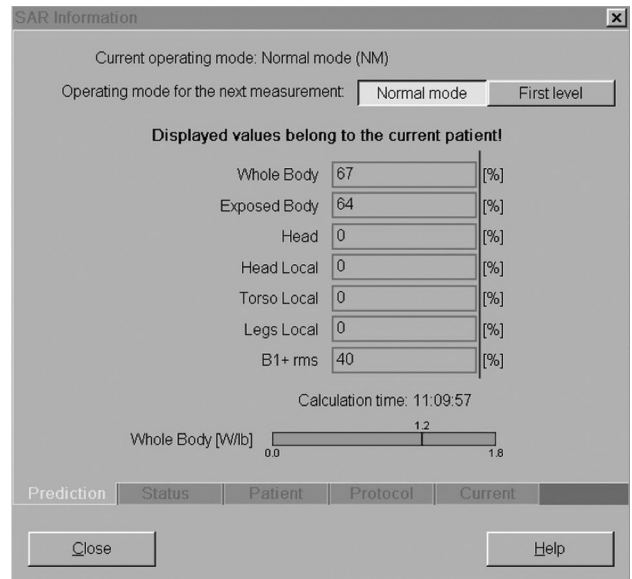 SAR Information
Current operating mode: Normal mode (NM)
Operating mode for the next measurement: Normal mode First level
Displayed values belong to the current patient!
Whole Body 67 [%]
Exposed Body 64 [%]
Head 0 [%]
Head Local 0 [%]
Torso Local 0 [%]
Legs Local 0 [%]
B1+ rms 40 [%]
Calculation time: 11:09:57
1.2
Whole Body [W/lb]
0.0 1.8
Prediction Status Patient Protocol Current
Close Help